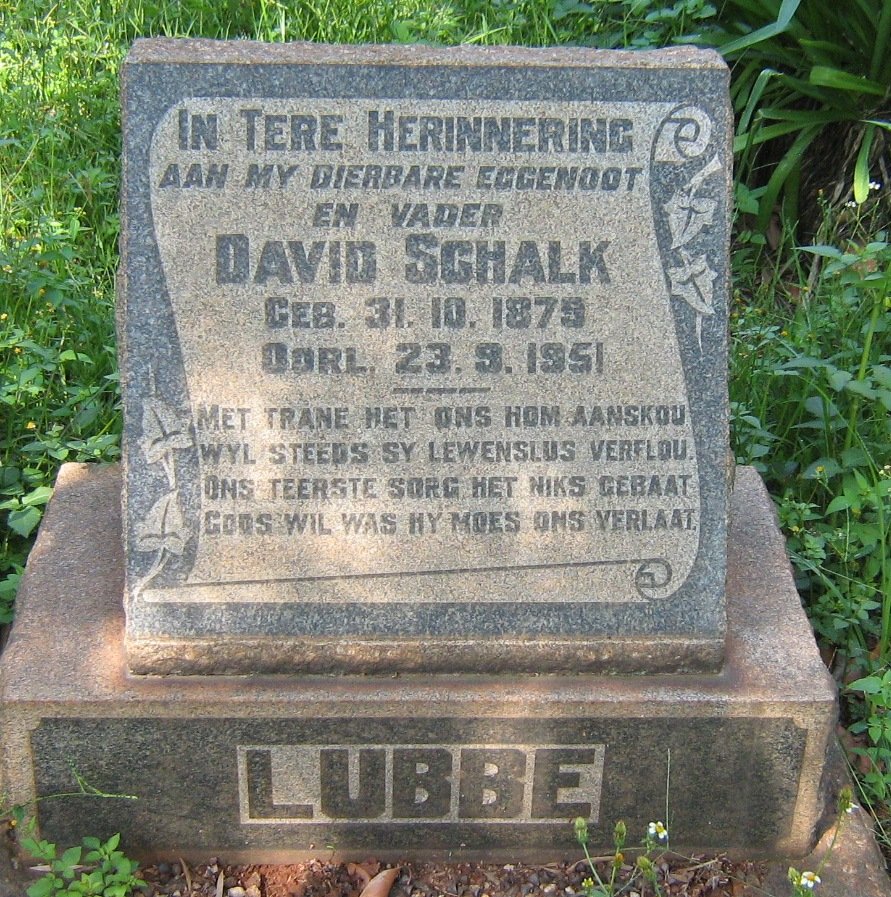 IN TERE HERINNERING
AAN MY DIERBARE EGGENOOT
EN VADER
DAVID SCHALK
GEB. 31. 10. 1879
OORL. 23. 9. 1951
MET TRANE HET ONS HOM AANSKOU
WYL STEEDS SY LEWENSLUS VERFLOU.
ONS TEERSTE SORG HET NIKS GEBAAT
GODS WIL WAS HY MOES ONS VERLAAT.
LUBBE